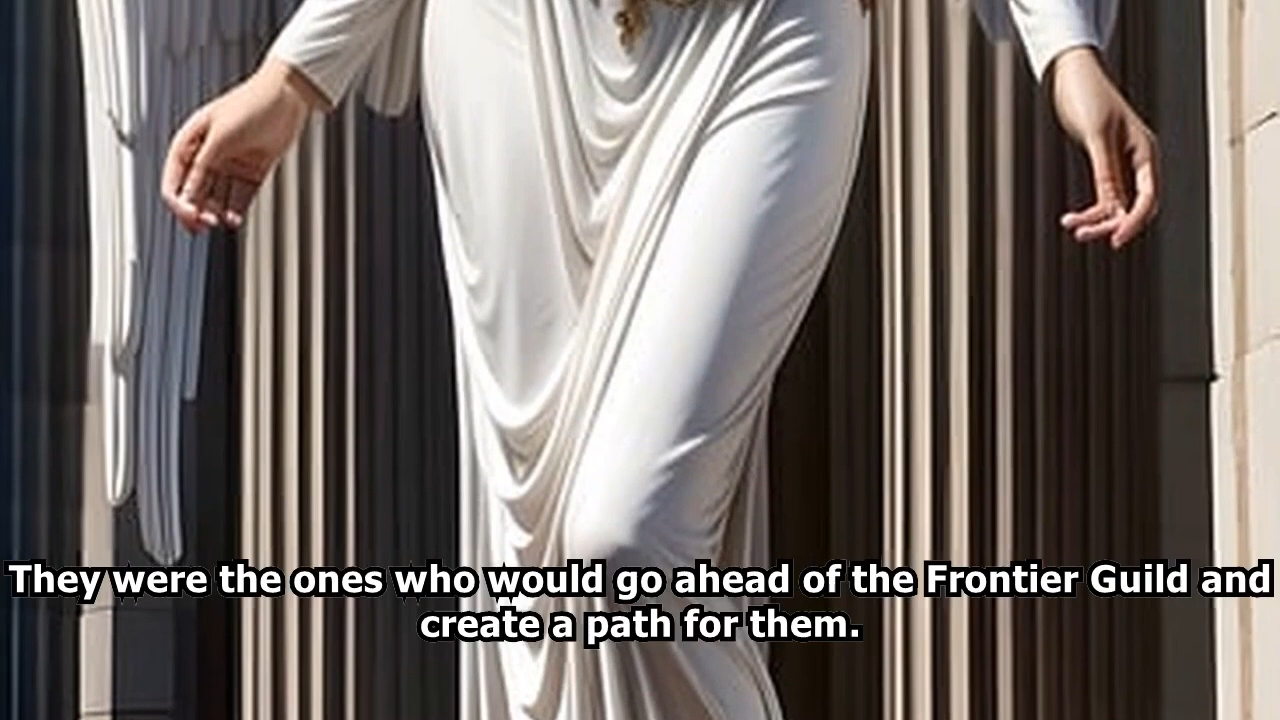 They were the ones who would go ahead of the Frontier Guild and
create a path for them.